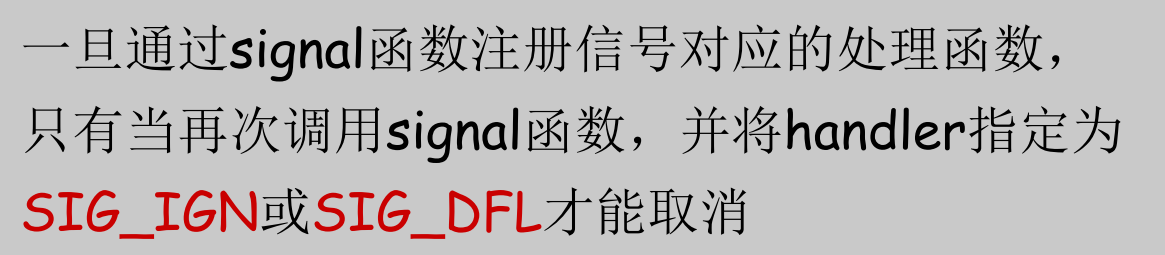 一旦通过signal函数注册信号对应的处理函数，
只有当再次调用signal函数，并将handler指定为
SIG_IGN或SIG_DFL才能取消